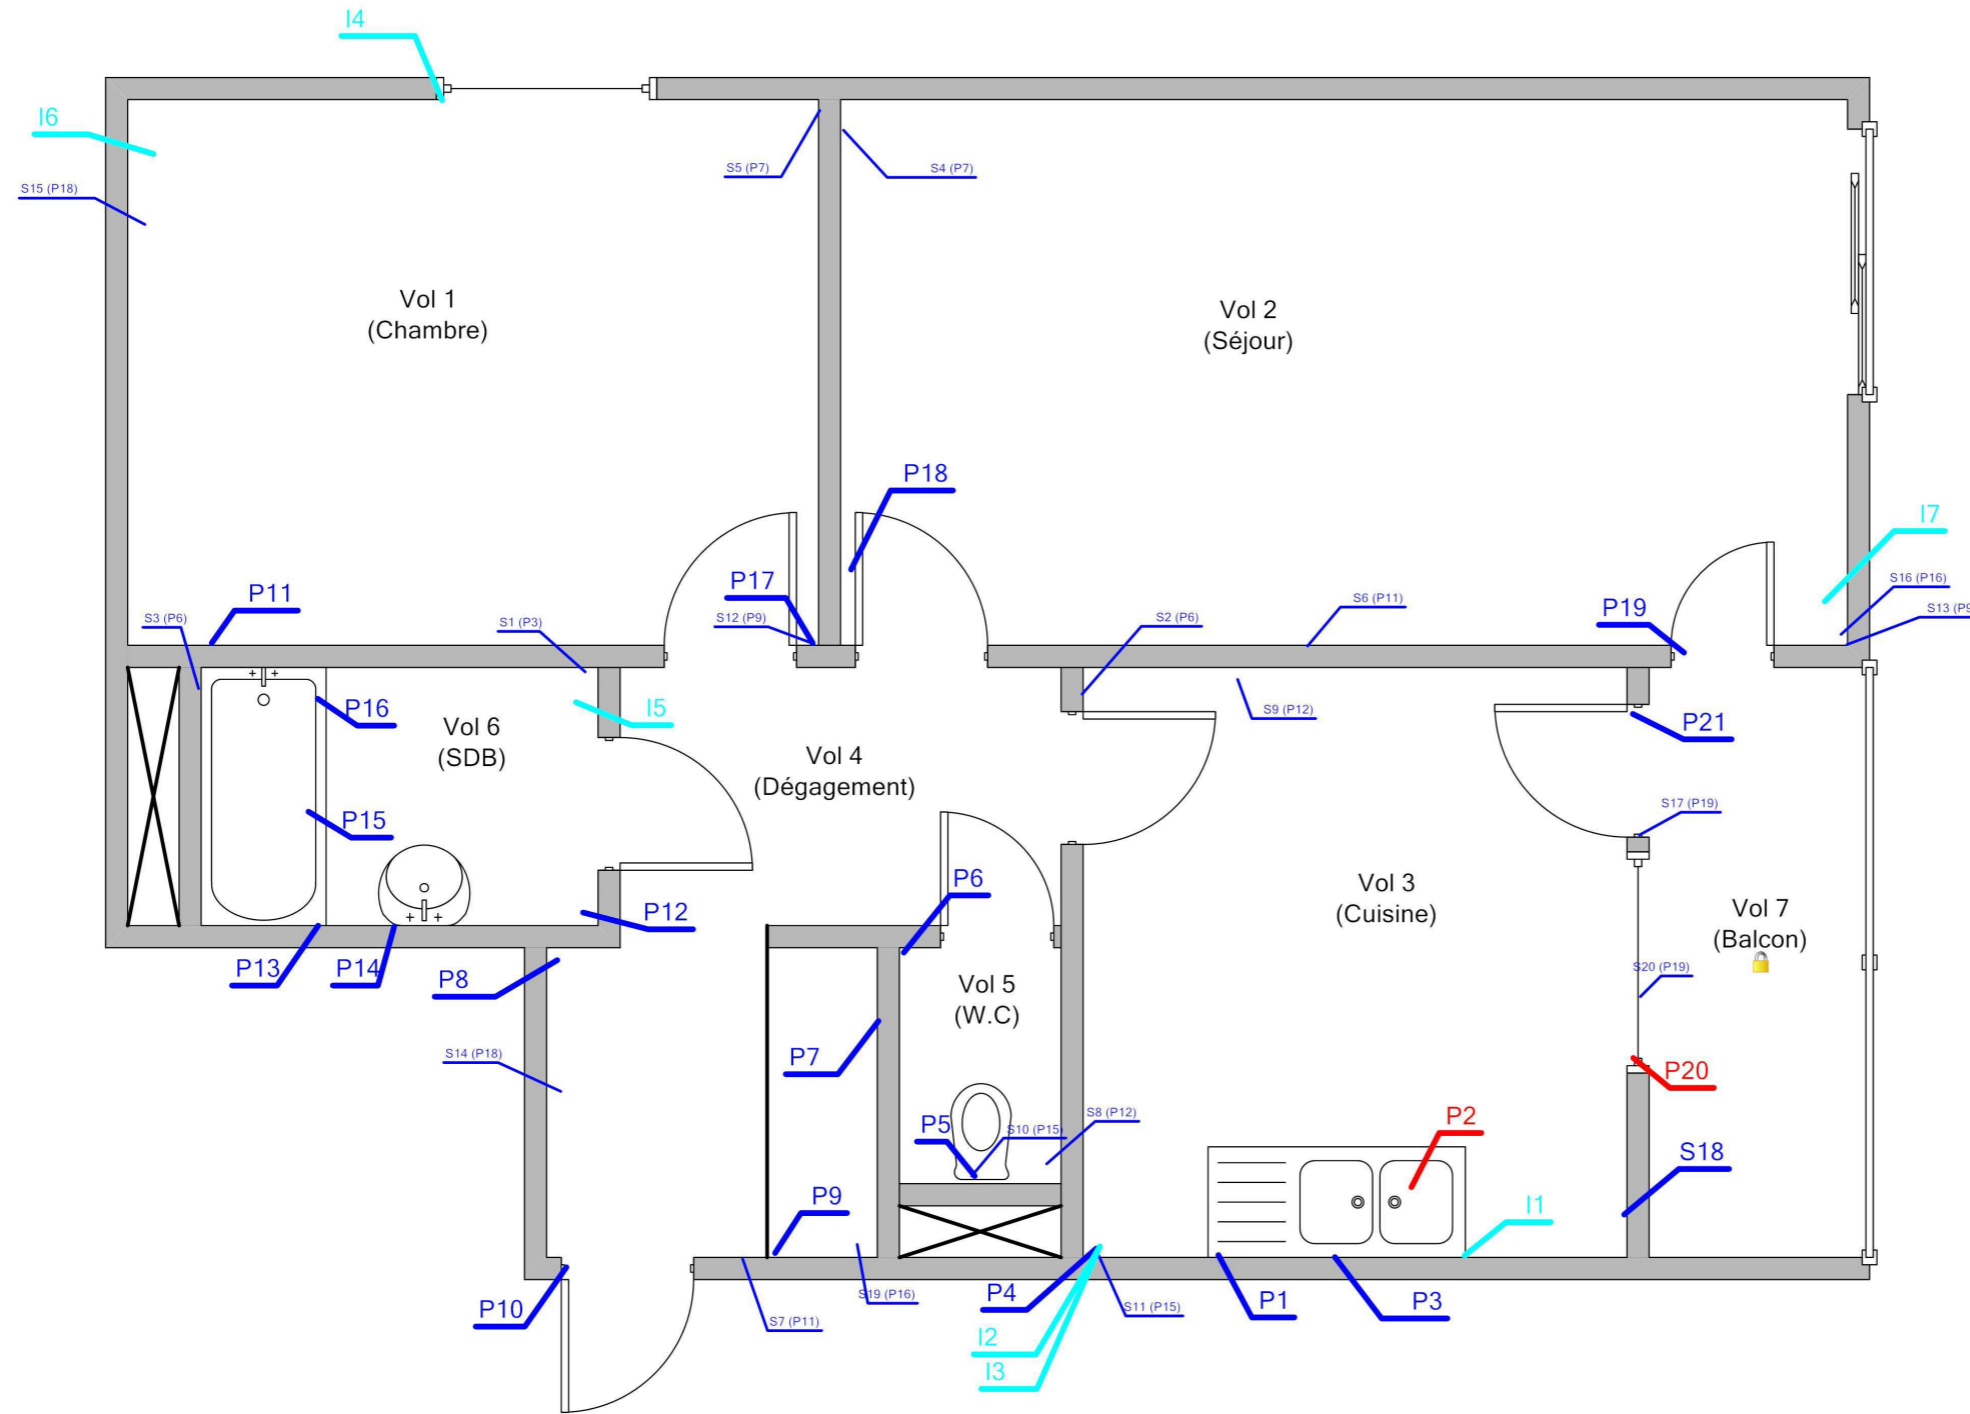 I4
I6
S5 (P7)
S4 (P7)
S15 (P18)
Vol 1
(Chambre)
Vol 2
(Séjour)
P18
I7
P17
P11
S3 (P6)
S1 (P3)
S12 (P9)
S2 (P6)
S6 (P11)
P19
S16 (P16)
S13 (P9
P16
I5
Vol 6
(SDB)
Vol 4
(Dégagement)
S9 (P12)
P21
P15
S17 (P19)
P12
P6
Vol 3
(Cuisine)
Vol 7
(Balcon)
P13
P14
P8
Vol 5
(W.C)
S20 (P19)
P7
S14 (P18)
P20
P5
S10 (P15)
S8 (P12)
P2
S18
P9
I1
P10
S7 (P11)
S19 (P16)
P4
S11 (P15)
P1
P3
I2
I3